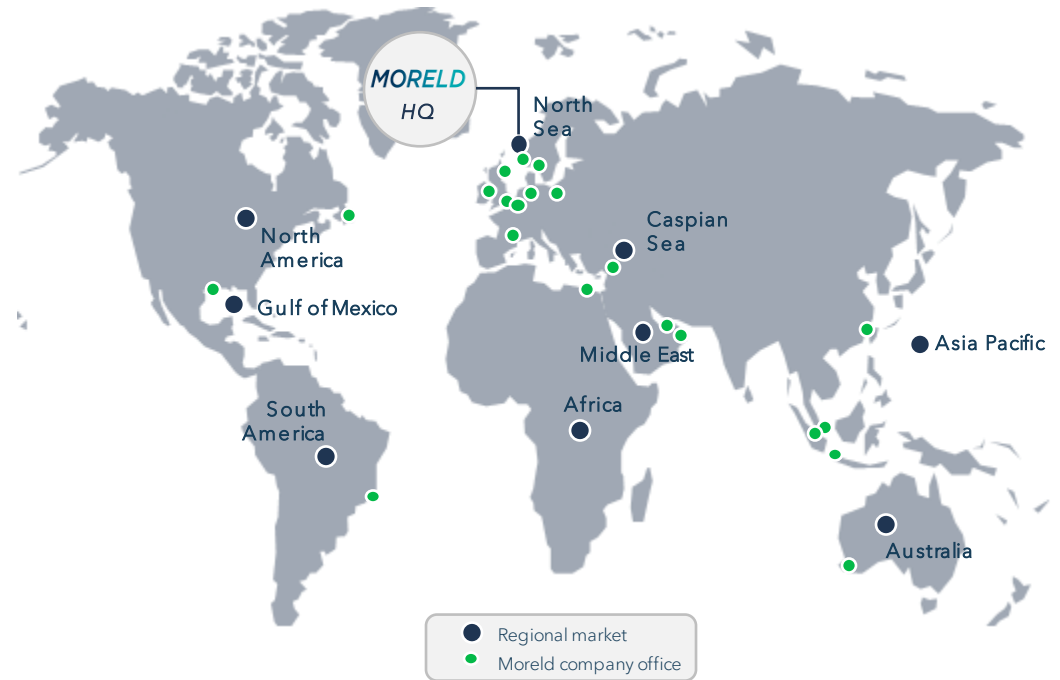 MORELD
HQ
North
Sea
Caspian
Sea
North
America
Gulf of Mexico
Middle East
Asia Pacific
Africa
South
America
Australia
Regional market
Moreld company office